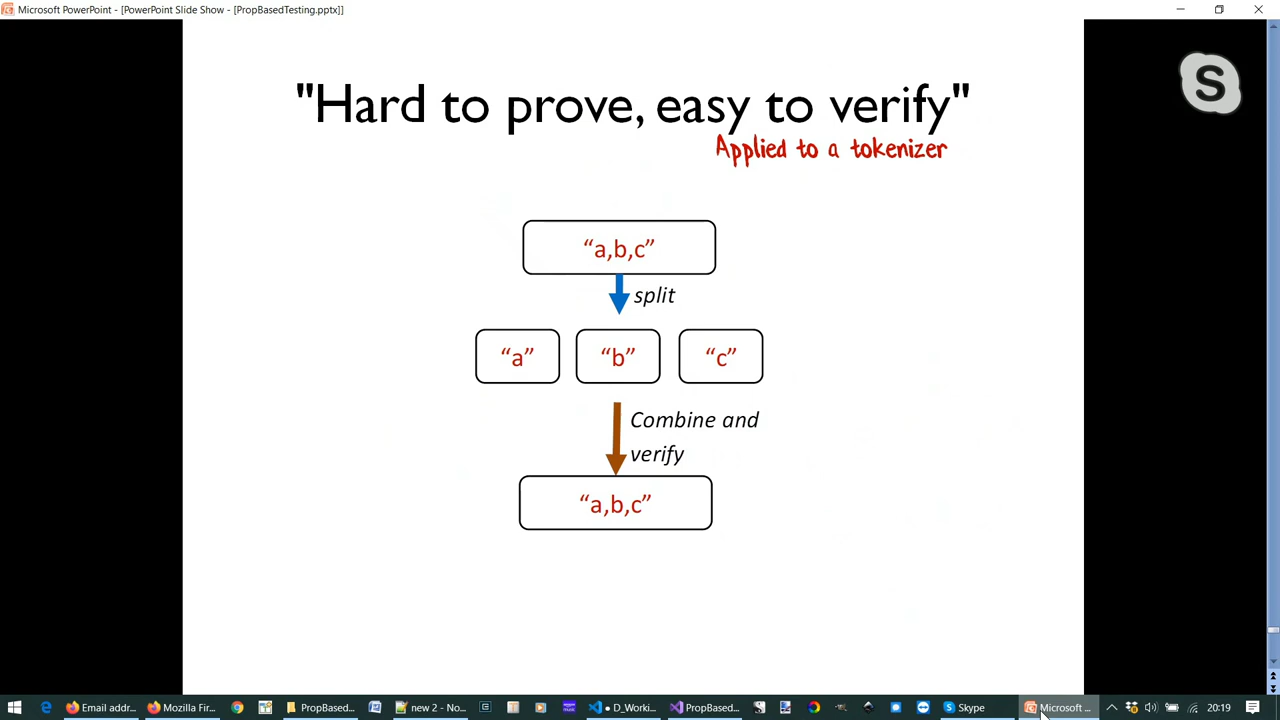 Microsoft PowerPoint - [PowerPoint Slide Show - [PropBasedTesting.pptx]]
S
"Hard to prove, easy to verify"
Applied to a tokenizer
“a,b,c”
split
“a” “b” “c”
Combine and
verify
“a,b,c”
Email addr... Mozilla Fir... PropBased... new 2 - No... D_Worki... PropBased... Skype Microsoft ... 20:19